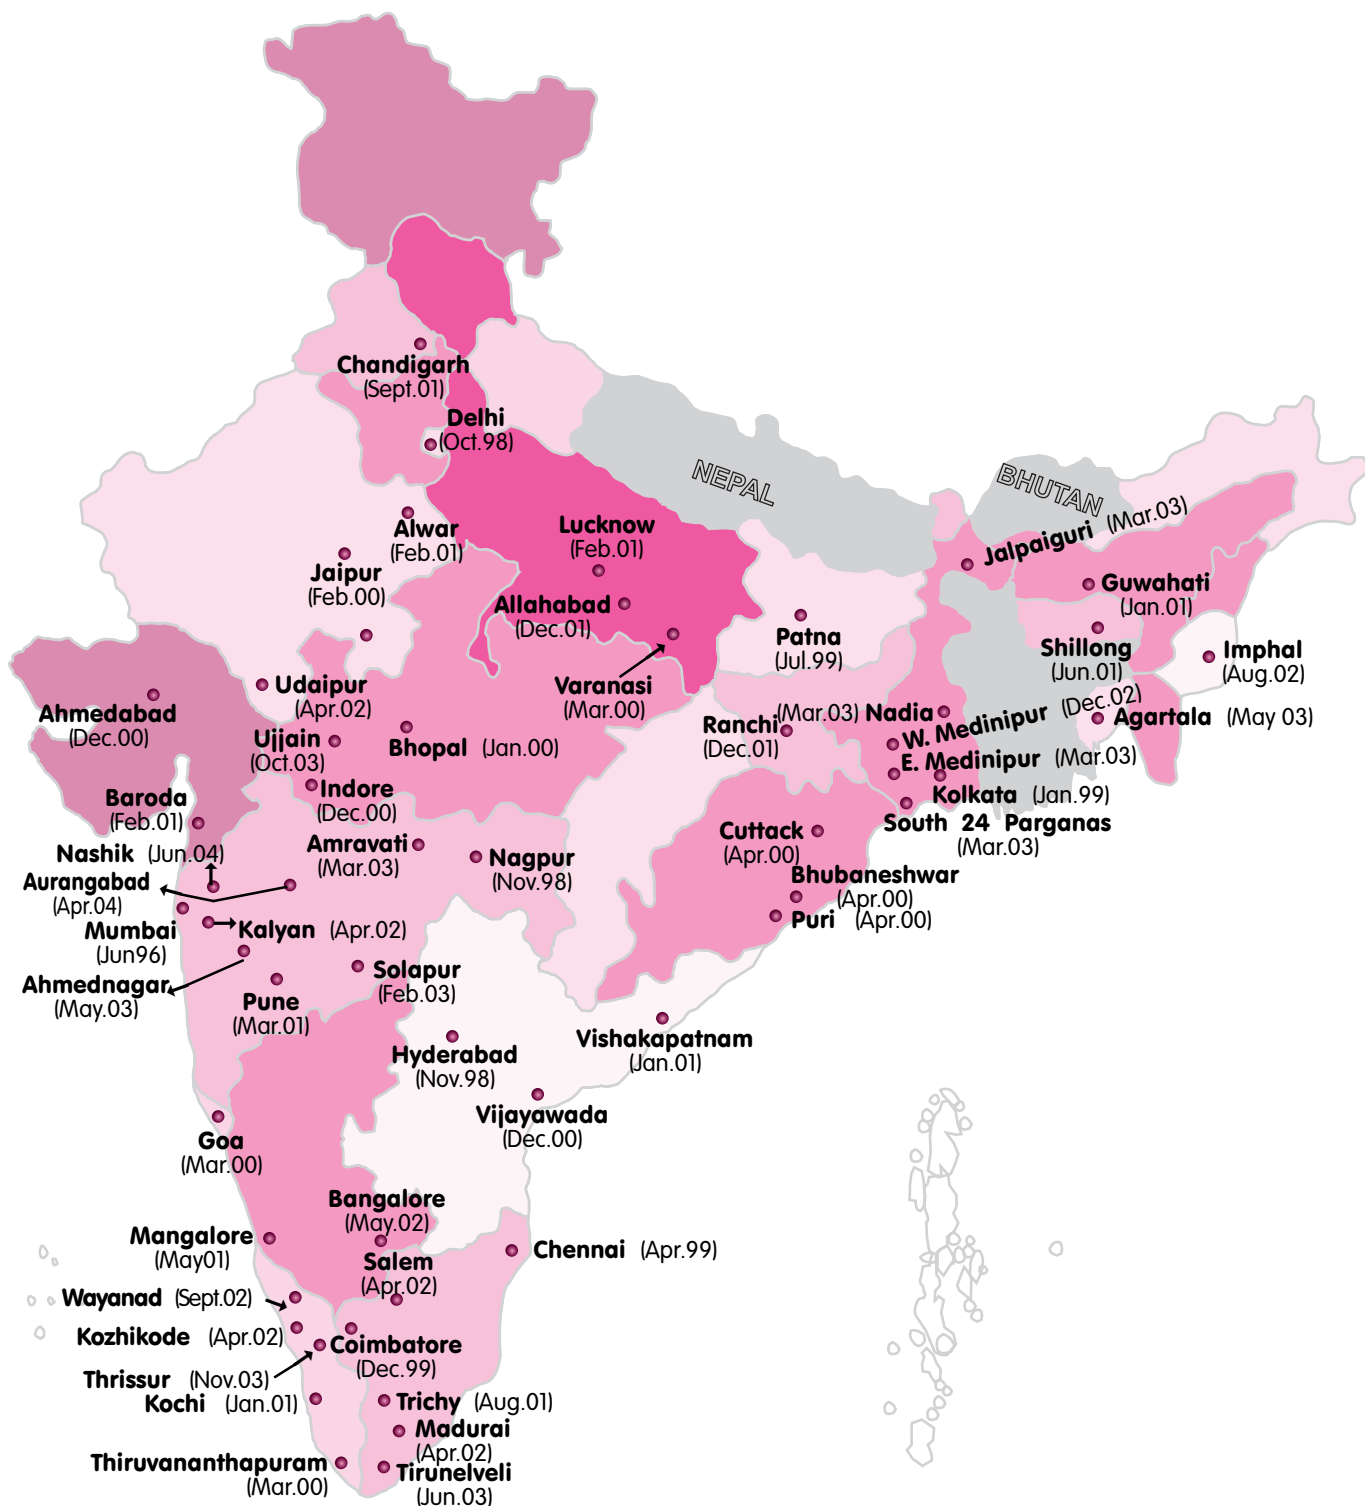 Chandigarh
(Sept.01)
Delhi
(Oct.98)
NEPAL
BHUTAN
Alwar
(Feb.01)
Lucknow
(Feb.01)
Jalpaiguri (Mar.03)
Jaipur
(Feb.00)
Guwahati
(Jan.01)
Allahabad
(Dec.01)
Patna
(Jul.99)
Shillong
(Jun.01)
Imphal
(Aug.02)
Udaipur
(Apr.02)
Varanasi
(Mar.00)
Ahmedabad
(Dec.00)
Ranchi
(Dec.01)
(Mar.03) Nadia
W. Medinipur (Dec.02)
Agartala (May 03)
Ujjain
(Oct.03)
Bhopal (Jan.00)
E. Medinipur (Mar.03)
Indore
(Dec.00)
Kolkata (Jan.99)
Baroda
(Feb.01)
South 24 Parganas
(Mar.03)
Cuttack
(Apr.00)
Nashik (Jun.04)
Amravati
(Mar.03)
Nagpur
(Nov.98)
Aurangabad
(Apr.04)
Bhubaneshwar
(Apr.00)
Puri (Apr.00)
Mumbai
(Jun96)
Kalyan (Apr.02)
Ahmednagar
(May.03)
Solapur
(Feb.03)
Pune
(Mar.01)
Hyderabad
(Nov.98)
Vishakapatnam
(Jan.01)
Vijayawada
(Dec.00)
Goa
(Mar.00)
Bangalore
(May.02)
Mangalore
(May01)
Chennai (Apr.99)
Salem
(Apr.02)
Wayanad (Sept.02)
Kozhikode (Apr.02)
Coimbatore
(Dec.99)
Thrissur (Nov.03)
Kochi (Jan.01)
Trichy (Aug.01)
Madurai
(Apr.02)
Thiruvananthapuram
(Mar.00)
Tirunelveli
(Jun.03)